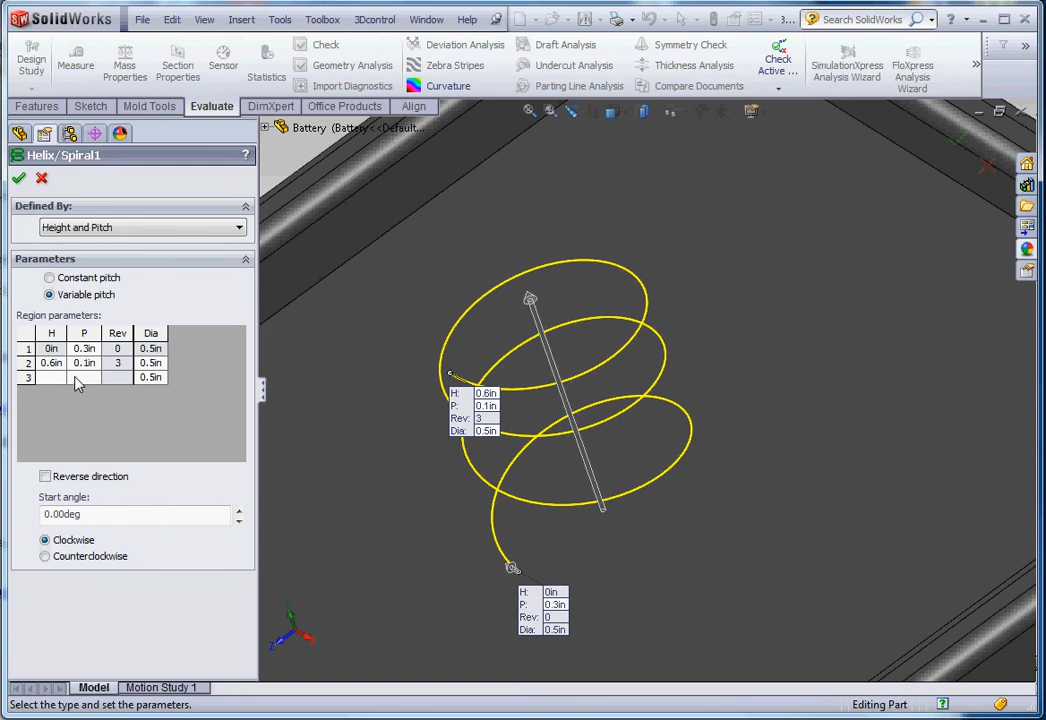 SolidWorks File Edit View Insert Tools Toolbox 3Dcontrol Window Help 3... Search SolidWorks ?
Design Study Measure Mass Properties Section Properties Sensor Statistics Check Deviation Analysis Draft Analysis Symmetry Check Check Active ... SimulationXpress Analysis Wizard FloXpress Analysis Wizard
Geometry Analysis Zebra Stripes Undercut Analysis Thickness Analysis
Import Diagnostics Curvature Parting Line Analysis Compare Documents
Features Sketch Mold Tools Evaluate DimXpert Office Products Align
Battery (Battery<<Default...
Helix/Spiral1 ?
Defined By:
Height and Pitch
Parameters
Constant pitch
Variable pitch
Region parameters:
H P Rev Dia
1 0in 0.3in 0 0.5in
2 0.6in 0.1in 3 0.5in
3 0.5in
Reverse direction
Start angle:
0.00deg
Clockwise
Counterclockwise
H: 0.6in
P: 0.1in
Rev: 3
Dia: 0.5in
H: 0in
P: 0.3in
Rev: 0
Dia: 0.5in
Z
Model Motion Study 1
Select the type and set the parameters. Editing Part ?